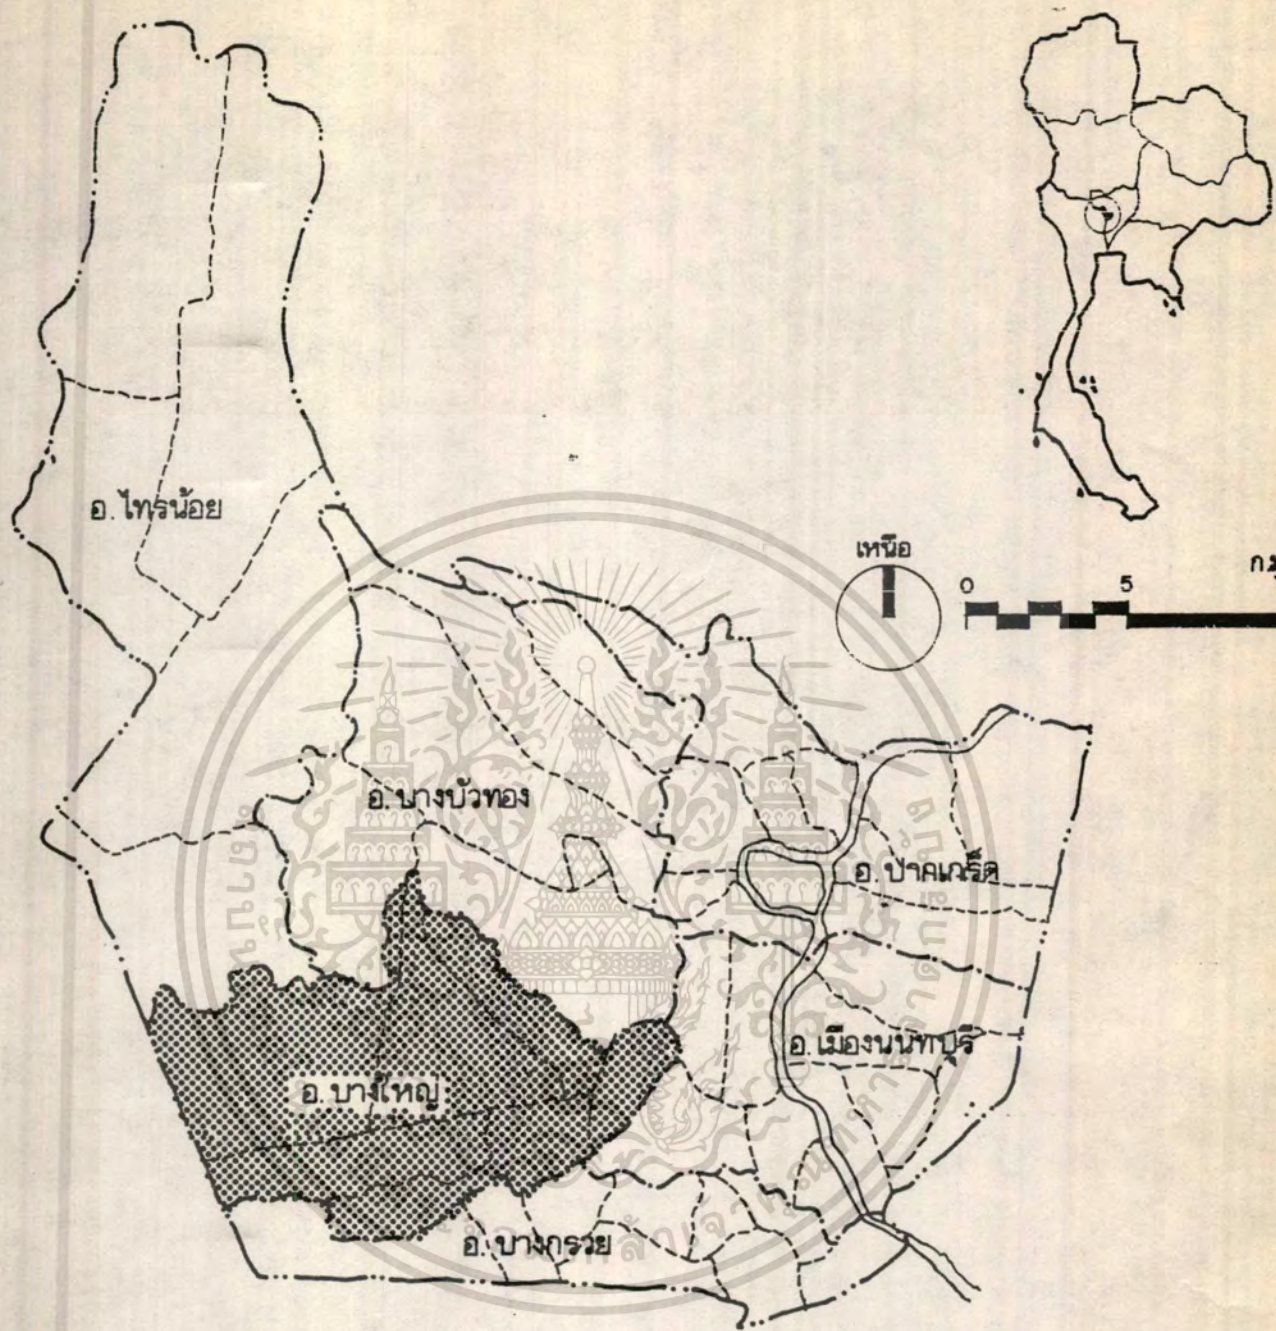 อ.ไทรน้อย
เหนือ
0 5 ก.ม
อ.บางบัวทอง
อ.ปากเกร็ด
อ.เมืองนนทบุรี
อ.บางใหญ่
อ.บางกรวย